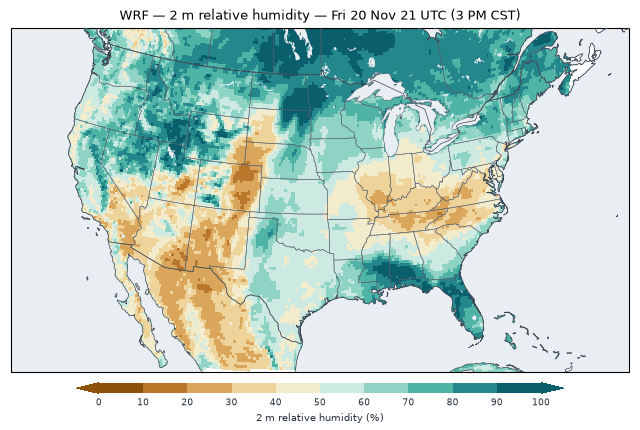 WRF — 2 m relative humidity — Fri 20 Nov 21 UTC (3 PM CST)
0 10 20 30 40 50 60 70 80 90 100
2 m relative humidity (%)